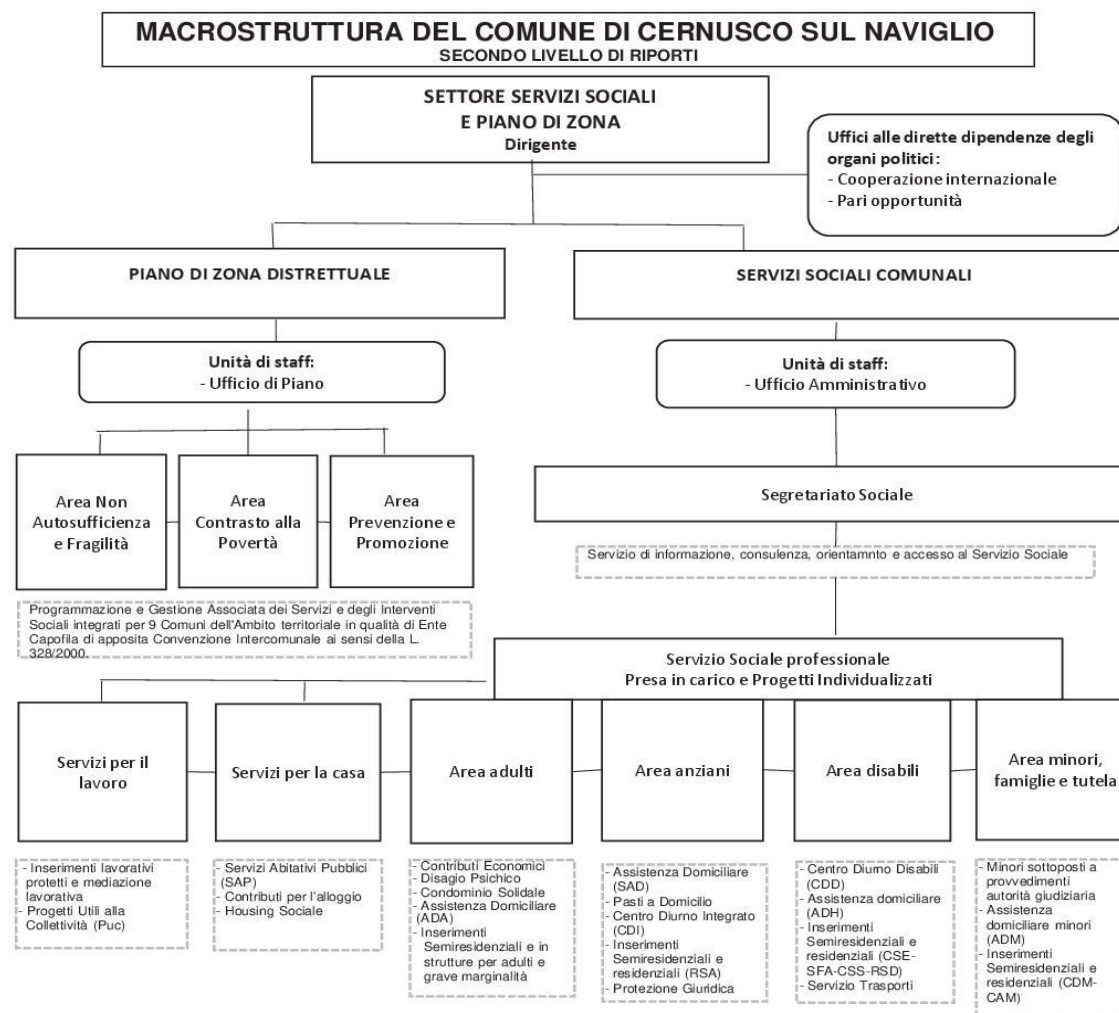 MACROSTRUTTURA DEL COMUNE DI CERNUSCO SUL NAVIGLIO
SECONDO LIVELLO DI RIPORTI
SETTORE SERVIZI SOCIALI
E PIANO DI ZONA
Dirigente
Uffici alle dirette dipendenze degli
organi politici:
- Cooperazione internazionale
- Pari opportunità
PIANO DI ZONA DISTRETTUALE
SERVIZI SOCIALI COMUNALI
Unità di staff:
- Ufficio di Piano
Unità di staff:
- Ufficio Amministrativo
Area Non
Autosufficienza
e Fragilità
Area
Contrasto alla
Povertà
Area
Prevenzione e
Promozione
Segretariato Sociale
Servizio di informazione, consulenza, orientamnto e accesso al Servizio Sociale
Programmazione e Gestione Associata dei Servizi e degli Interventi
Sociali integrati per 9 Comuni dell'Ambito territoriale in qualità di Ente
Capofila di apposita Convenzione Intercomunale ai sensi della L.
328/2000.
Servizio Sociale professionale
Presa in carico e Progetti Individualizzati
Servizi per il
lavoro
Servizi per la casa
Area adulti
Area anziani
Area disabili
Area minori,
famiglie e tutela
- Inserimenti lavorativi
protetti e mediazione
lavorativa
- Progetti Utili alla
Collettività (Puc)
- Servizi Abitativi Pubblici
(SAP)
- Contributi per l'alloggio
- Housing Sociale
- Contributi Economici
- Disagio Psichico
- Condominio Solidale
- Assistenza Domiciliare
(ADA)
- Inserimenti
Semiresidenziali e in
strutture per adulti e
grave marginalità
- Assistenza Domiciliare
(SAD)
- Pasti a Domicilio
- Centro Diurno Integrato
(CDI)
- Inserimenti
Semiresidenziali e
residenziali (RSA)
- Protezione Giuridica
- Centro Diurno Disabili
(CDD)
- Assistenza domiciliare
(ADH)
- Inserimenti
Semiresidenziali e
residenziali (CSE-
SFA-CSS-RSD)
- Servizio Trasporti
- Minori sottoposti a
provvedimenti
autorità giudiziaria
- Assistenza
domiciliare minori
(ADM)
- Inserimenti
Semiresidenziali e
residenziali (CDM-
CAM)